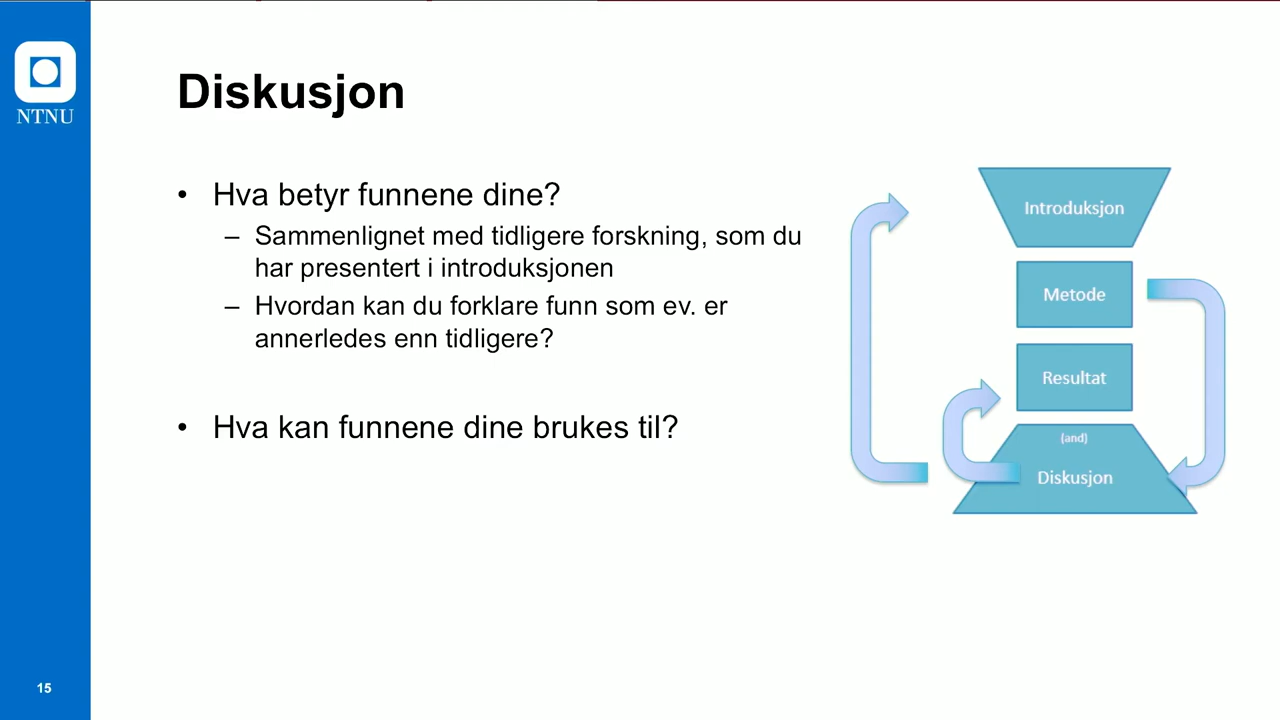 NTNU
Diskusjon
• Hva betyr funnene dine?
– Sammenlignet med tidligere forskning, som du
har presentert i introduksjonen
– Hvordan kan du forklare funn som ev. er
annerledes enn tidligere?
• Hva kan funnene dine brukes til?
Introduksjon
Metode
Resultat
(and)
Diskusjon
15